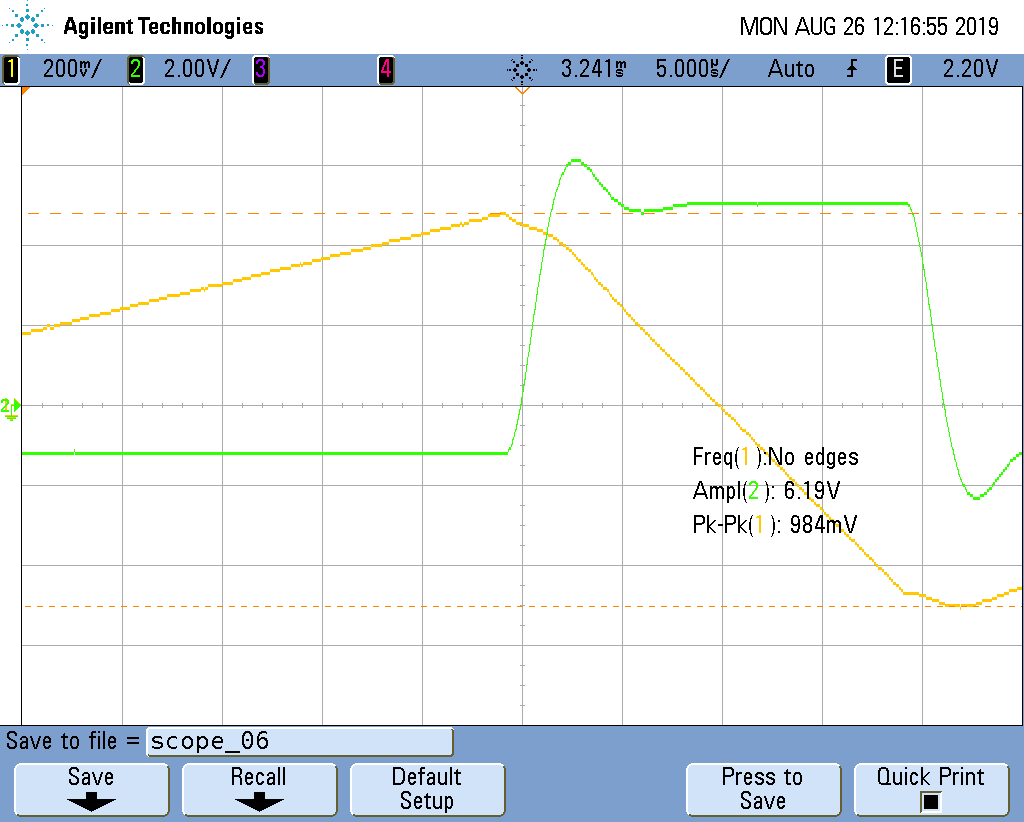 Agilent Technologies MON AUG 26 12:16:55 2019
1 200mV/ 2 2.00V/ 3 4 3.241ms 5.000us/ Auto E 2.20V
2
Freq(1):No edges
Ampl(2): 6.19V
Pk-Pk(1): 984mV
Save to file = scope_06
Save Recall Default Setup Press to Save Quick Print